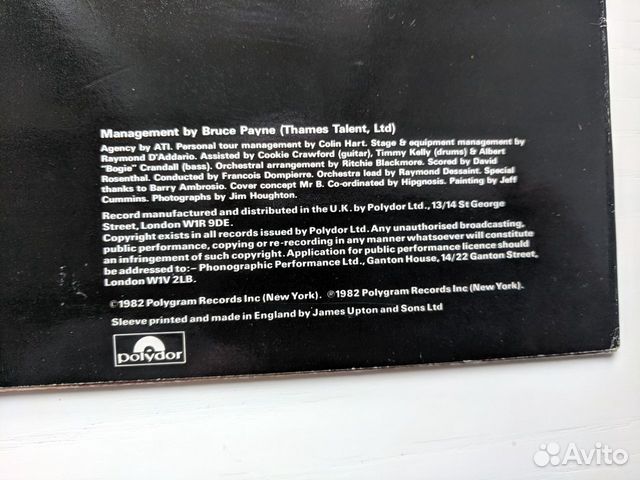 Management by Bruce Payne (Thames Talent, Ltd)
Agency by ATI. Personal tour management by Colin Hart. Stage & equipment management by
Raymond D'Addario. Assisted by Cookie Crawford (guitar), Timmy Kelly (drums) & Albert
"Bogie" Crandall (bass). Orchestral arrangement by Ritchie Blackmore. Scored by David
Rosenthal. Conducted by Francois Dompierre. Orchestra lead by Raymond Dessaint. Special
thanks to Barry Ambrosio. Cover concept Mr B. Co-ordinated by Hipgnosis. Painting by Jeff
Cummins. Photographs by Jim Houghton.
Record manufactured and distributed in the U.K. by Polydor Ltd., 13/14 St George
Street, London W1R 9DE.
Copyright exists in all records issued by Polydor Ltd. Any unauthorised broadcasting,
public performance, copying or re-recording in any manner whatsoever will constitute
an infringement of such copyright. Application for public performance licence should
be addressed to:– Phonographic Performance Ltd., Ganton House, 14/22 Ganton Street,
London W1V 2LB.
©1982 Polygram Records Inc (New York). ℗1982 Polygram Records Inc (New York).
Sleeve printed and made in England by James Upton and Sons Ltd
polydor
Avito